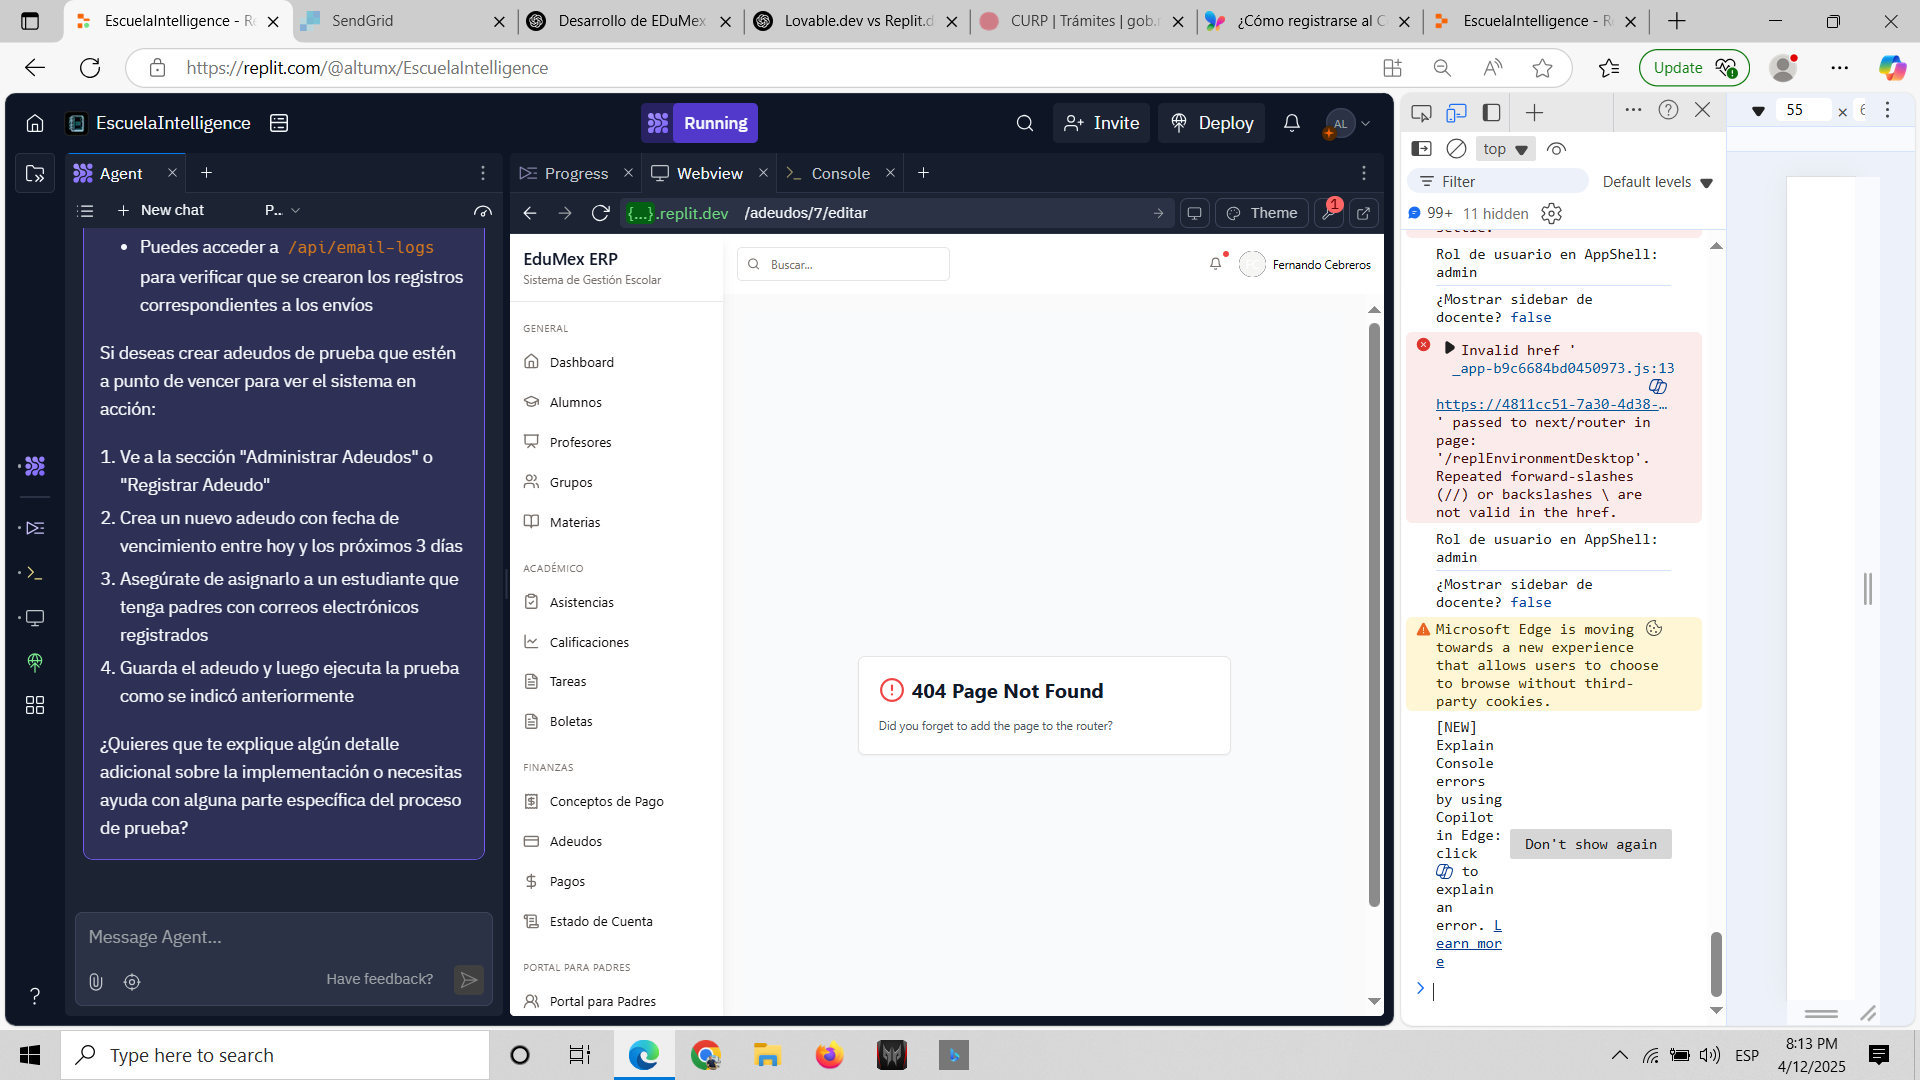 EscuelaIntelligence - Re
SendGrid
Desarrollo de EDuMex
Lovable.dev vs Replit.d
CURP | Trámites | gob.
¿Cómo registrarse al C
EscuelaIntelligence - R
https://replit.com/@altumx/EscuelaIntelligence
Update
EscuelaIntelligence
Running
Invite
Deploy
AL
Agent
New chat
P...
Puedes acceder a /api/email-logs
para verificar que se crearon los registros
correspondientes a los envíos
Si deseas crear adeudos de prueba que estén
a punto de vencer para ver el sistema en
acción:
1. Ve a la sección "Administrar Adeudos" o
"Registrar Adeudo"
2. Crea un nuevo adeudo con fecha de
vencimiento entre hoy y los próximos 3 días
3. Asegúrate de asignarlo a un estudiante que
tenga padres con correos electrónicos
registrados
4. Guarda el adeudo y luego ejecuta la prueba
como se indicó anteriormente
¿Quieres que te explique algún detalle
adicional sobre la implementación o necesitas
ayuda con alguna parte específica del proceso
de prueba?
Message Agent...
Have feedback?
?
Progress
Webview
Console
{...}.replit.dev /adeudos/7/editar
Theme
1
EduMex ERP
Sistema de Gestión Escolar
Buscar...
Fernando Cebreros
GENERAL
Dashboard
Alumnos
Profesores
Grupos
Materias
ACADÉMICO
Asistencias
Calificaciones
Tareas
Boletas
FINANZAS
Conceptos de Pago
Adeudos
Pagos
Estado de Cuenta
PORTAL PARA PADRES
Portal para Padres
404 Page Not Found
Did you forget to add the page to the router?
55 ×
top
Filter
Default levels
99+ 11 hidden
Rol de usuario en AppShell:
admin
¿Mostrar sidebar de
docente? false
Invalid href '
_app-b9c6684bd0450973.js:13
https://4811cc51-7a30-4d38-…
' passed to next/router in
page:
'/replEnvironmentDesktop'.
Repeated forward-slashes
(//) or backslashes \ are
not valid in the href.
Rol de usuario en AppShell:
admin
¿Mostrar sidebar de
docente? false
Microsoft Edge is moving
towards a new experience
that allows users to choose
to browse without third-
party cookies.
[NEW]
Explain
Console
errors
by using
Copilot
in Edge:
click
to
explain
an
error. L
earn mor
e
Don't show again
Type here to search
ESP
8:13 PM
4/12/2025